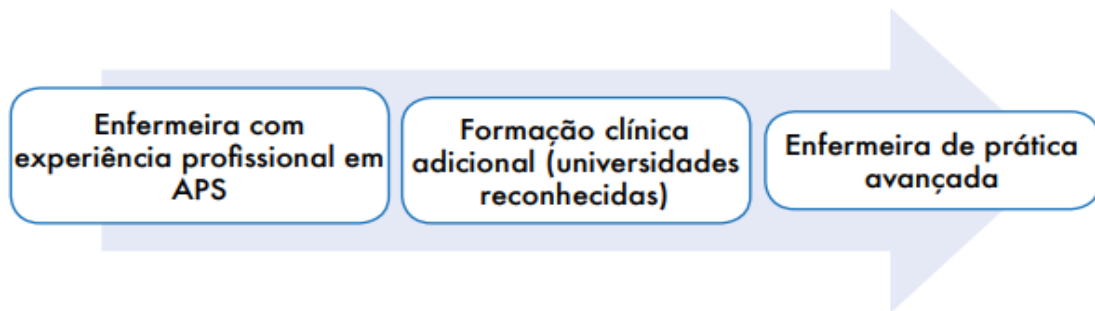 Enfermeira com
experiência profissional em
APS
Formação clínica
adicional (universidades
reconhecidas)
Enfermeira de prática
avançada